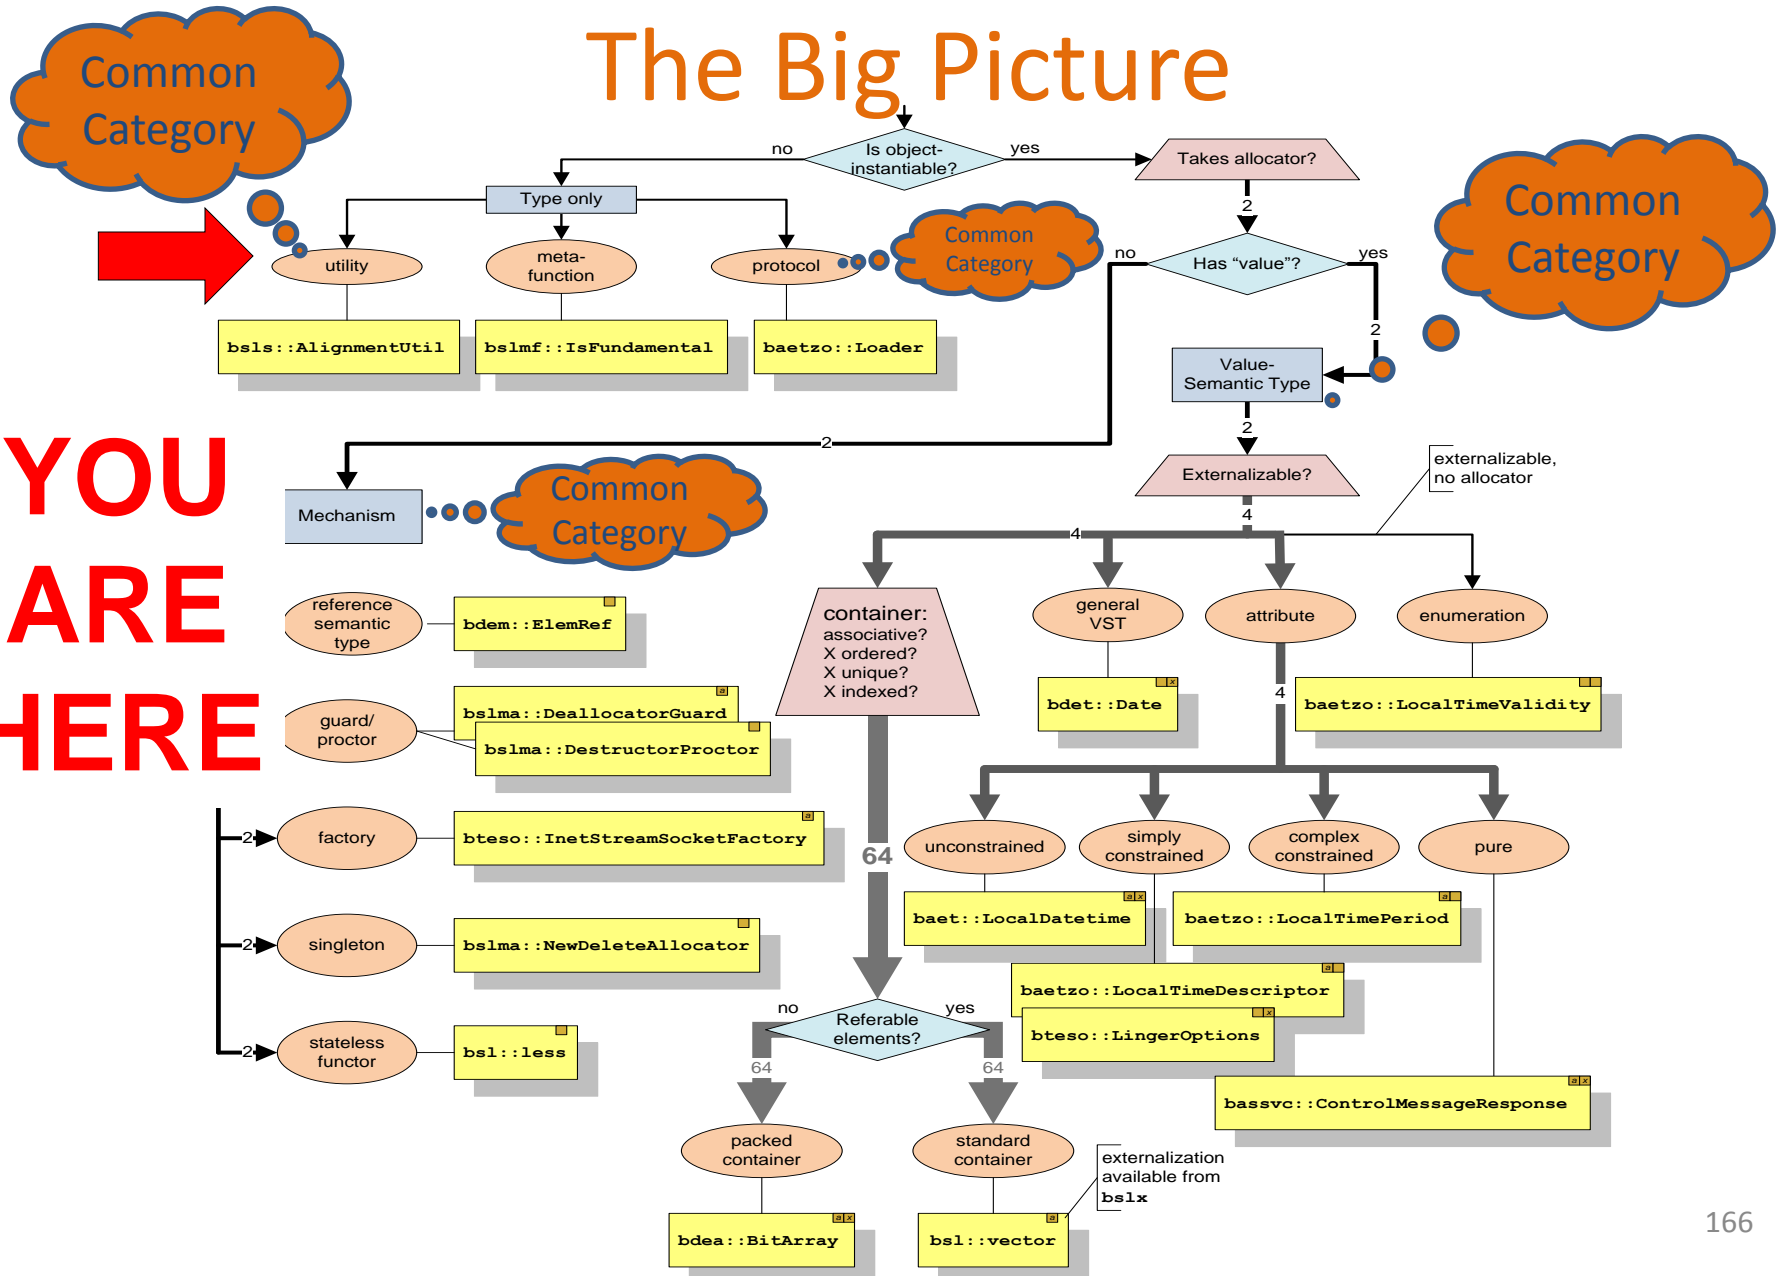 The Big Picture
Common
Category
Is object-
instantiable?
no
yes
Takes allocator?
2
Type only
utility
meta-
function
protocol
Common
Category
bsls::AlignmentUtil
bslmf::IsFundamental
baetzo::Loader
Has “value”?
no
yes
Common
Category
2
Value-
Semantic Type
2
2
Externalizable?
externalizable,
no allocator
4
4
YOU
ARE
HERE
Mechanism
Common
Category
reference
semantic
type
bdem::ElemRef
guard/
proctor
a
bslma::DeallocatorGuard
bslma::DestructorProctor
2
factory
a
bteso::InetStreamSocketFactory
2
singleton
bslma::NewDeleteAllocator
2
stateless
functor
bsl::less
container:
associative?
X ordered?
X unique?
X indexed?
64
general
VST
x
bdet::Date
attribute
4
enumeration
baetzo::LocalTimeValidity
unconstrained
a x
baet::LocalDatetime
simply
constrained
a
baetzo::LocalTimeDescriptor
x
bteso::LingerOptions
complex
constrained
a
baetzo::LocalTimePeriod
pure
a x
bassvc::ControlMessageResponse
Referable
elements?
no
yes
64
64
packed
container
a x
bdea::BitArray
standard
container
a
bsl::vector
externalization
available from
bslx
166